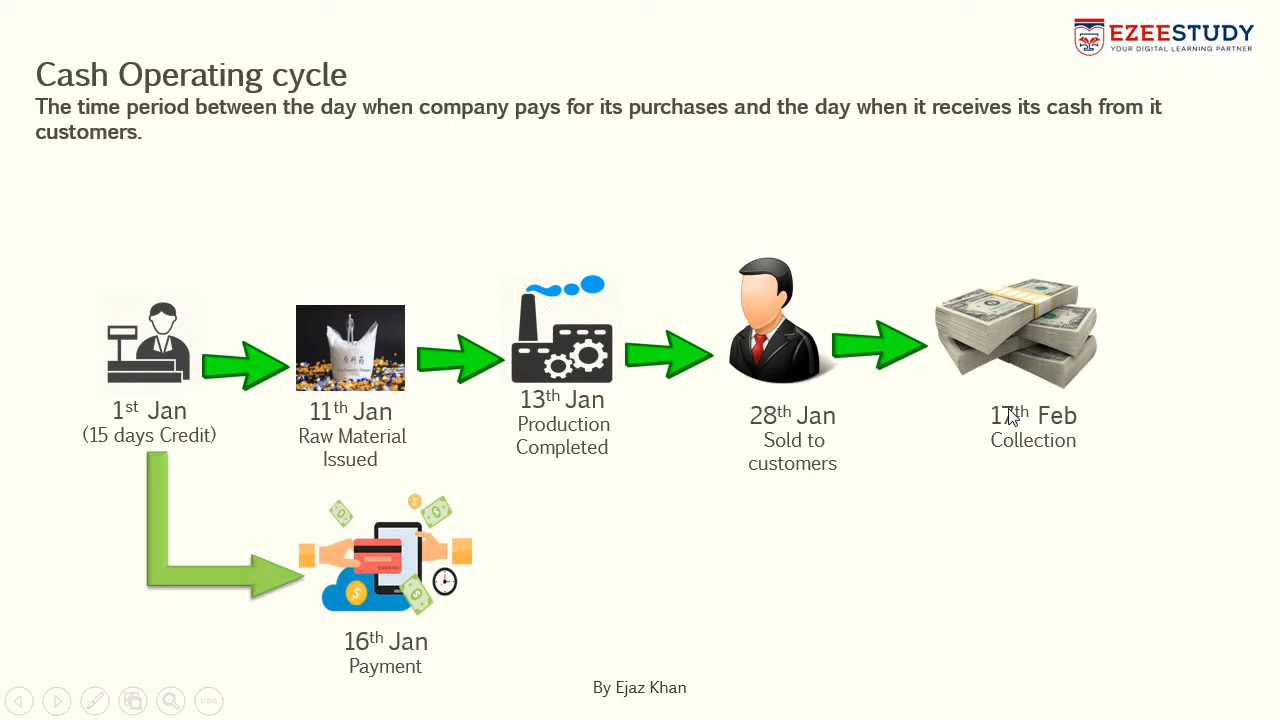 EZEESTUDY
YOUR DIGITAL LEARNING PARTNER
Cash Operating cycle
The time period between the day when company pays for its purchases and the day when it receives its cash from it
customers.
1st Jan
(15 days Credit)
11th Jan
Raw Material
Issued
13th Jan
Production
Completed
28th Jan
Sold to
customers
17th Feb
Collection
16th Jan
Payment
By Ejaz Khan